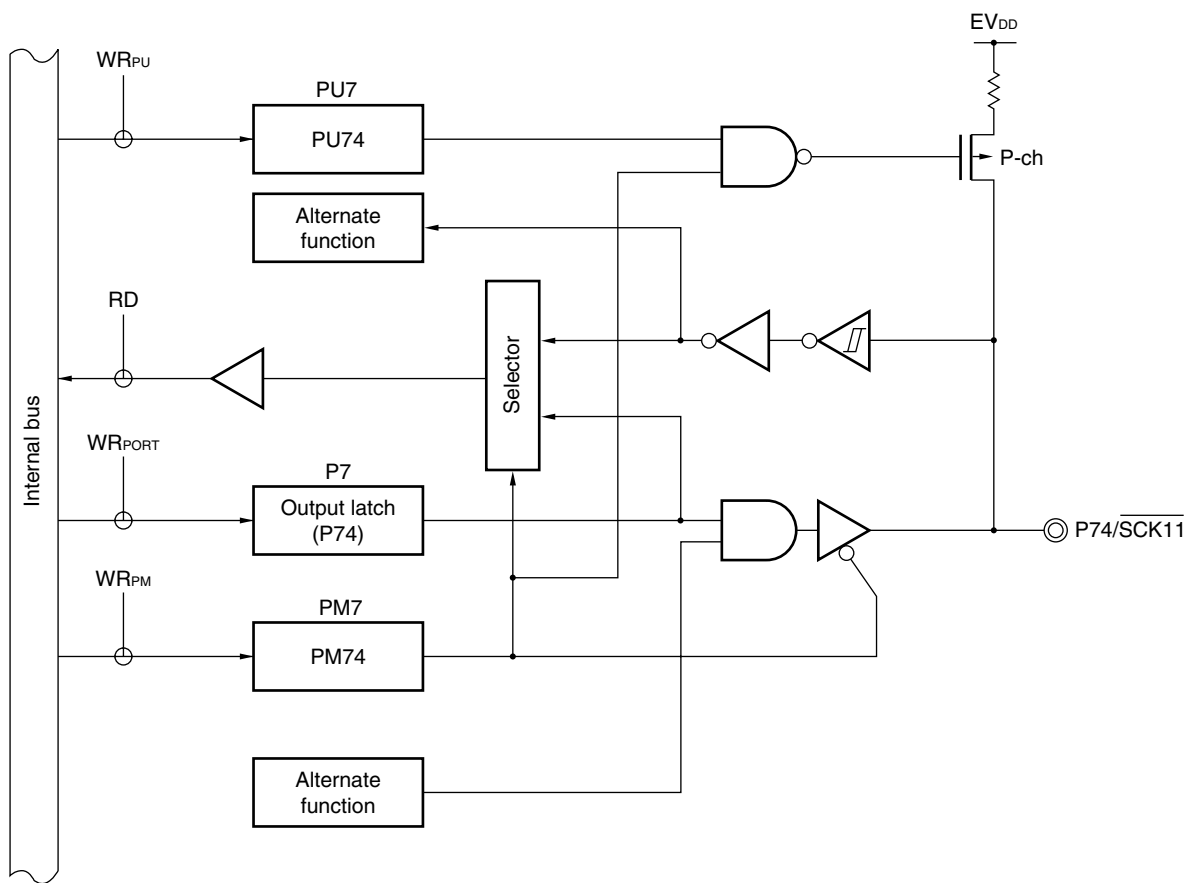 EVDD
WRPU
PU7
PU74
P-ch
Alternate
function
RD
Selector
Internal bus
WRPORT
P7
Output latch
(P74)
P74/SCK11
WRPM
PM7
PM74
Alternate
function